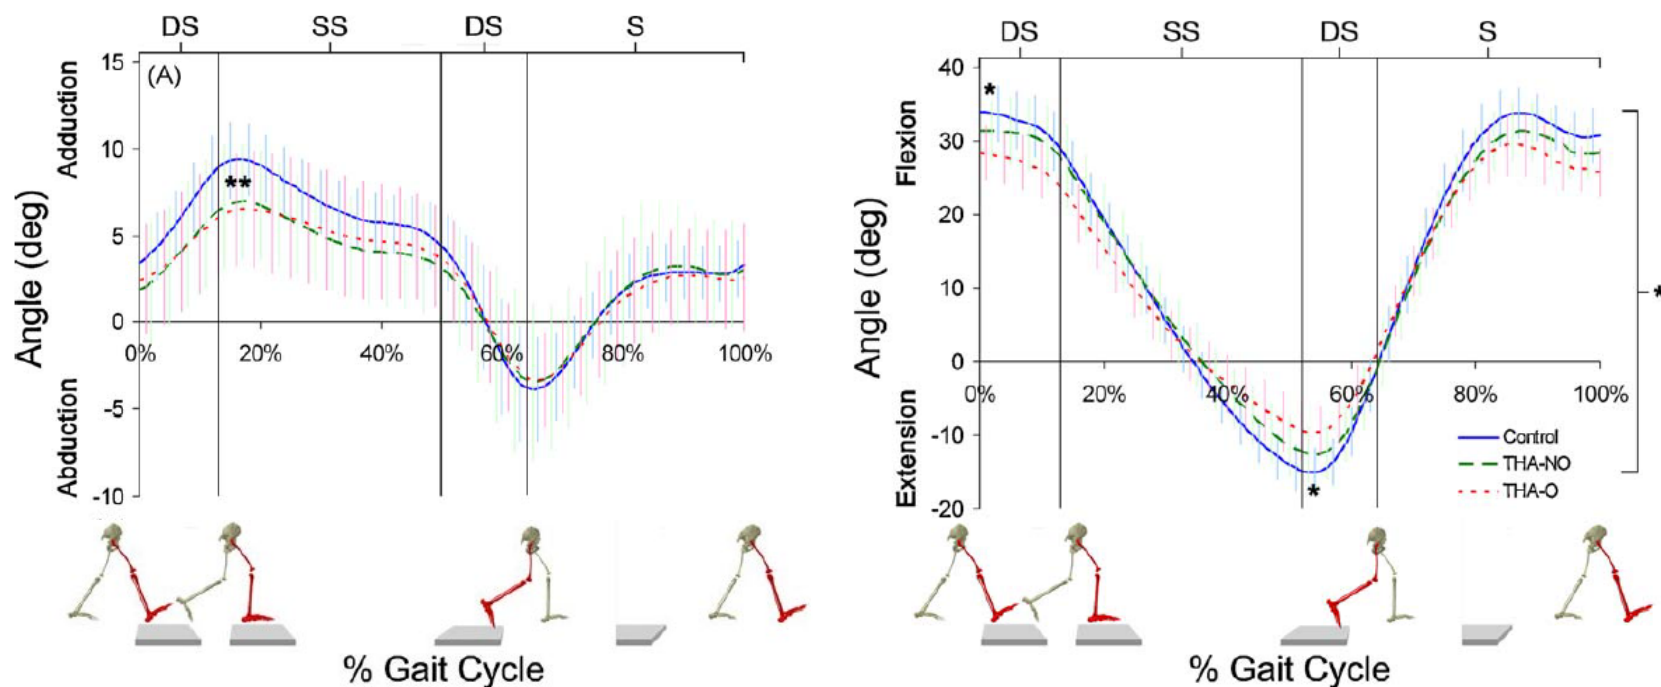 DS SS DS S
(A)
15
10
5
0
-5
-10
Adduction
Abduction
Angle (deg)
**
0% 20% 40% 60% 80% 100%
% Gait Cycle
DS SS DS S
40
30
20
10
0
-10
-20
Flexion
Extension
Angle (deg)
*
*
*
0% 20% 40% 60% 80% 100%
Control
THA-NO
THA-O
% Gait Cycle